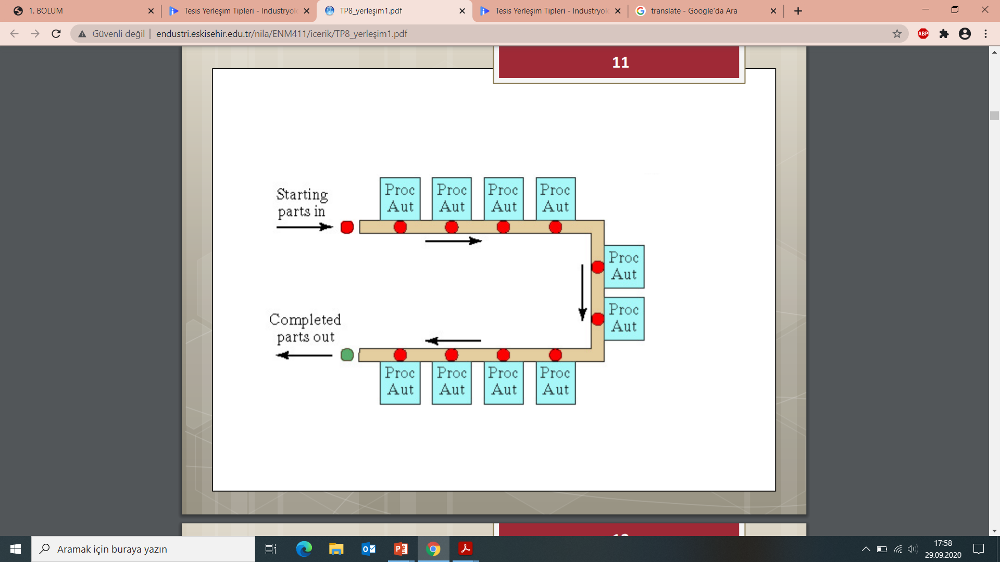 1. BÖLÜM
Tesis Yerleşim Tipleri - Industryolo
TP8_yerleşim1.pdf
Tesis Yerleşim Tipleri - Industryolo
translate - Google'da Ara
Güvenli değil
endustri.eskisehir.edu.tr/nila/ENM411/icerik/TP8_yerleşim1.pdf
ABP
11
Starting
parts in
Proc
Aut
Proc
Aut
Proc
Aut
Proc
Aut
Proc
Aut
Proc
Aut
Completed
parts out
Proc
Aut
Proc
Aut
Proc
Aut
Proc
Aut
Aramak için buraya yazın
17:58
29.09.2020